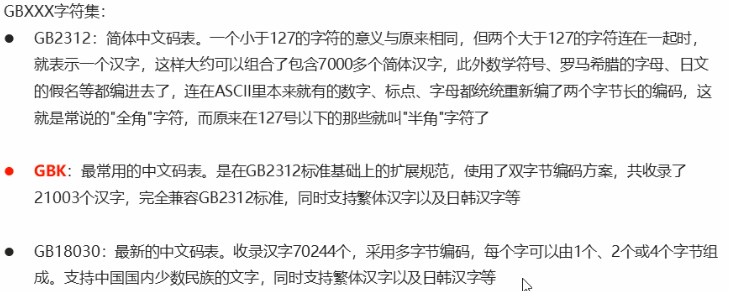 GBXXX字符集：
● GB2312：简体中文码表。一个小于127的字符的意义与原来相同，但两个大于127的字符连在一起时，
就表示一个汉字，这样大约可以组合了包含7000多个简体汉字，此外数学符号、罗马希腊的字母、日文
的假名等都编进去了，连在ASCII里本来就有的数字、标点、字母都统统重新编了两个字节长的编码，这
就是常说的"全角"字符，而原来在127号以下的那些就叫"半角"字符了
● GBK：最常用的中文码表。是在GB2312标准基础上的扩展规范，使用了双字节编码方案，共收录了
21003个汉字，完全兼容GB2312标准，同时支持繁体汉字以及日韩汉字等
● GB18030：最新的中文码表。收录汉字70244个，采用多字节编码，每个字可以由1个、2个或4个字节组
成。支持中国国内少数民族的文字，同时支持繁体汉字以及日韩汉字等